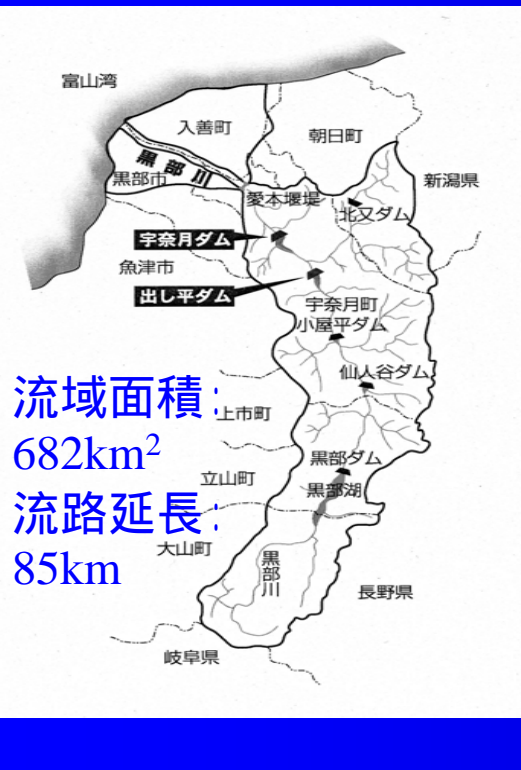 富山湾
入善町
朝日町
黒部川
黒部市
新潟県
愛本堰堤
北又ダム
宇奈月ダム
魚津市
出し平ダム
宇奈月町
小屋平ダム
仙人谷ダム
流域面積:
682km²
上市町
黒部ダム
立山町
黒部湖
流路延長:
85km
大山町
黒部川
長野県
岐阜県